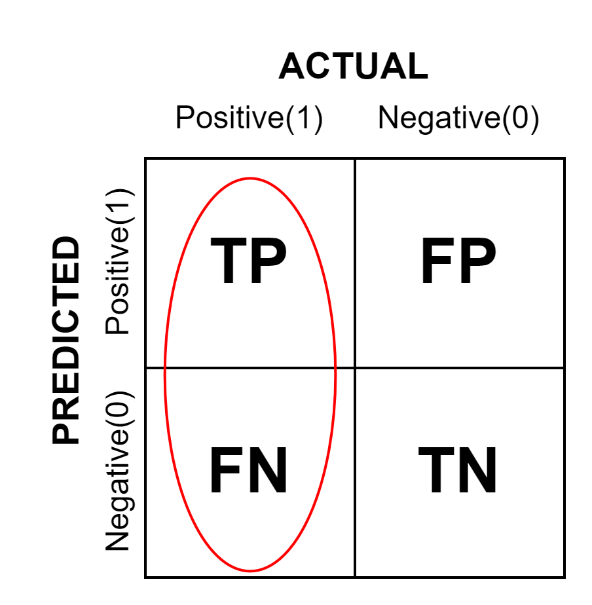 ACTUAL
Positive(1) Negative(0)
PREDICTED
Positive(1)
TP FP
Negative(0)
FN TN